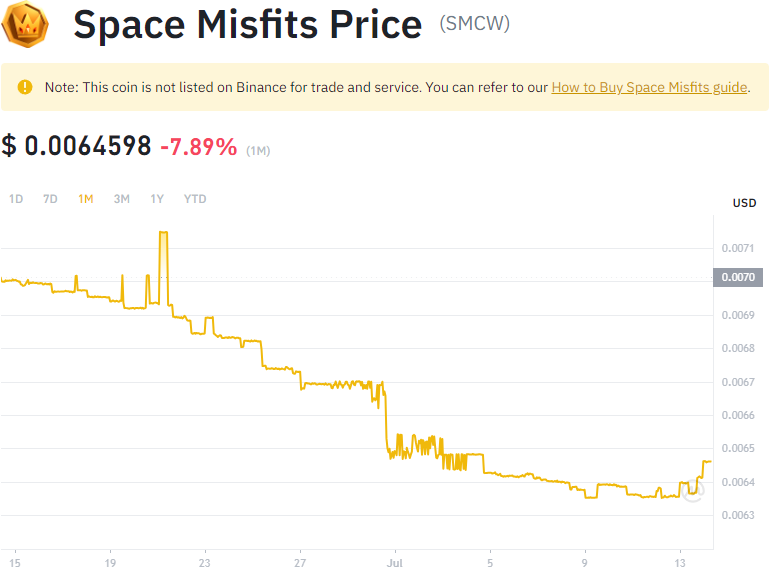 Space Misfits Price (SMCW)
Note: This coin is not listed on Binance for trade and service. You can refer to our How to Buy Space Misfits guide.
$ 0.0064598 -7.89% (1M)
1D 7D 1M 3M 1Y YTD
USD
0.0071
0.0070
0.0069
0.0068
0.0067
0.0066
0.0065
0.0064
0.0063
15 19 23 27 Jul 5 9 13